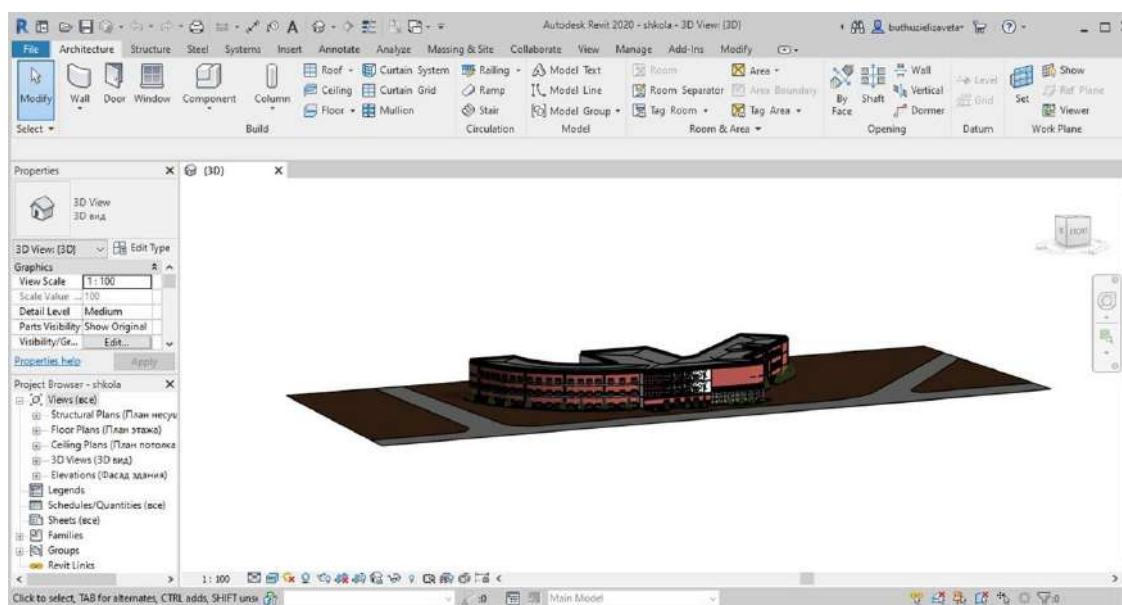 Autodesk Revit 2020 - shkola - 3D View: {3D}
buthuzielizaveta
File Architecture Structure Steel Systems Insert Annotate Analyze Massing & Site Collaborate View Manage Add-Ins Modify
Modify
Wall
Door
Window
Component
Column
Roof
Ceiling
Floor
Curtain System
Curtain Grid
Mullion
Railing
Ramp
Stair
Model Text
Model Line
Model Group
Room
Room Separator
Tag Room
Area
Area Boundary
Tag Area
By Face
Shaft
Wall
Vertical
Dormer
Level
Grid
Set
Show
Ref Plane
Viewer
Select
Build
Circulation
Model
Room & Area
Opening
Datum
Work Plane
Properties
{3D}
3D View
3D вид
3D View: {3D}
Edit Type
Graphics
View Scale 1 : 100
Scale Value ... 100
Detail Level Medium
Parts Visibility Show Original
Visibility/Gr... Edit...
Properties help
Apply
FRONT
Project Browser - shkola
Views (все)
Structural Plans (План несущ
Floor Plans (План этажа)
Ceiling Plans (План потолка
3D Views (3D вид)
Elevations (Фасад здания)
Legends
Schedules/Quantities (все)
Sheets (все)
Families
Groups
Revit Links
1 : 100
Click to select, TAB for alternates, CTRL adds, SHIFT unse
:0
Main Model
:0